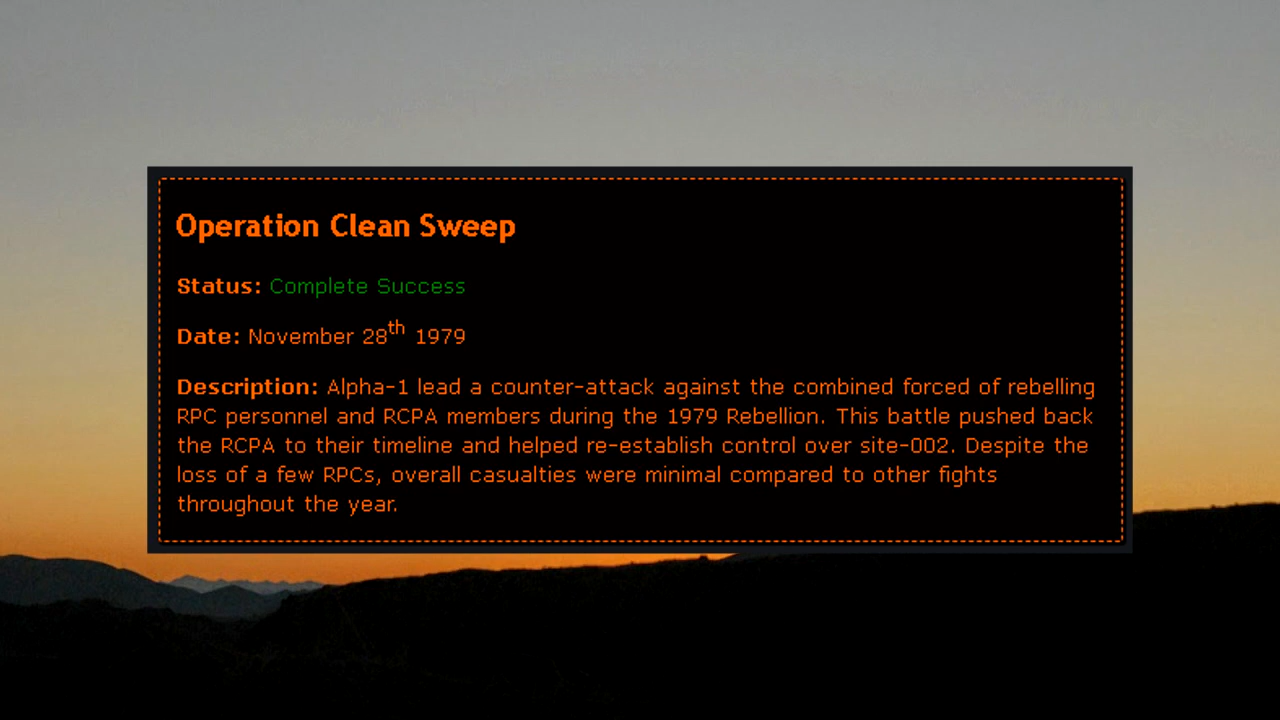 Operation Clean Sweep
Status: Complete Success
Date: November 28th 1979
Description: Alpha-1 lead a counter-attack against the combined forced of rebelling
RPC personnel and RCPA members during the 1979 Rebellion. This battle pushed back
the RCPA to their timeline and helped re-establish control over site-002. Despite the
loss of a few RPCs, overall casualties were minimal compared to other fights
throughout the year.